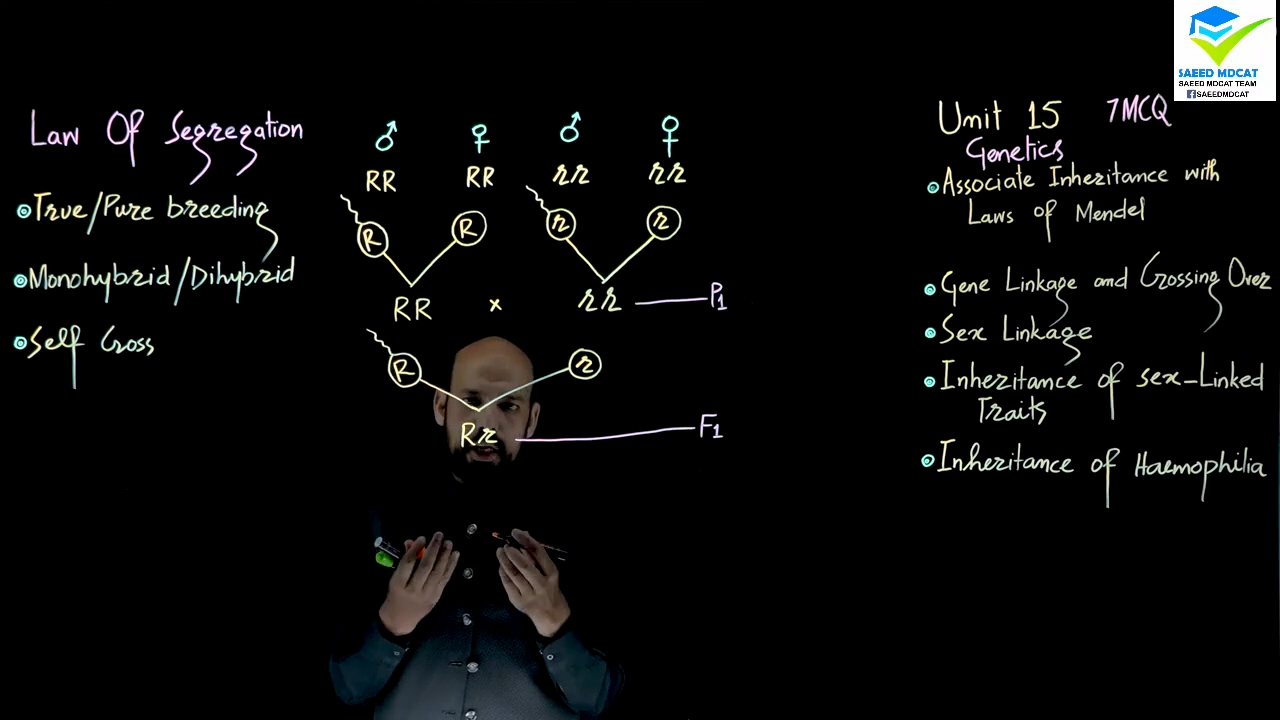 Law Of Segregation
True/Pure breeding
Monohybrid/Dihybrid
Self Cross
♂ ♀ ♂ ♀
RR RR rr rr
R R r r
RR × rr P₁
R r
Rr F₁
SAEED MDCAT
SAEED MDCAT TEAM
SAEEDMDCAT
Unit 15 7MCQ
Genetics
Associate Inheritance with
Laws of Mendel
Gene Linkage and Crossing Over
Sex Linkage
Inheritance of sex-Linked
Traits
Inheritance of Haemophilia